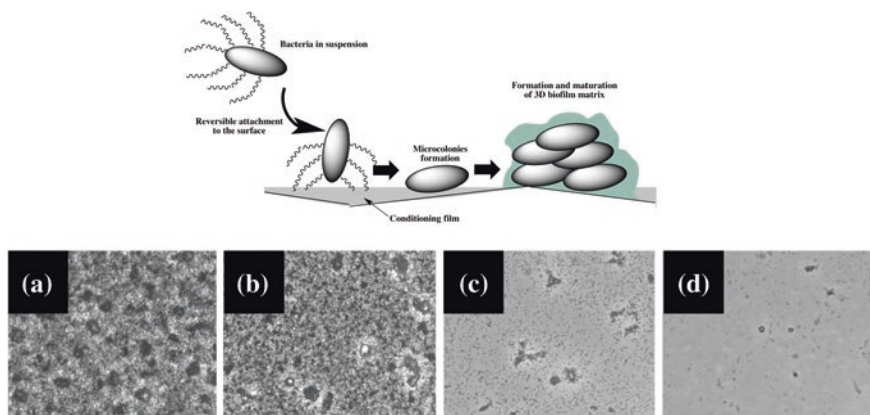 Bacteria in suspension
Reversible attachment
to the surface
Microcolonies
formation
Formation and maturation
of 3D biofilm matrix
Conditioning film
(a)
(b)
(c)
(d)